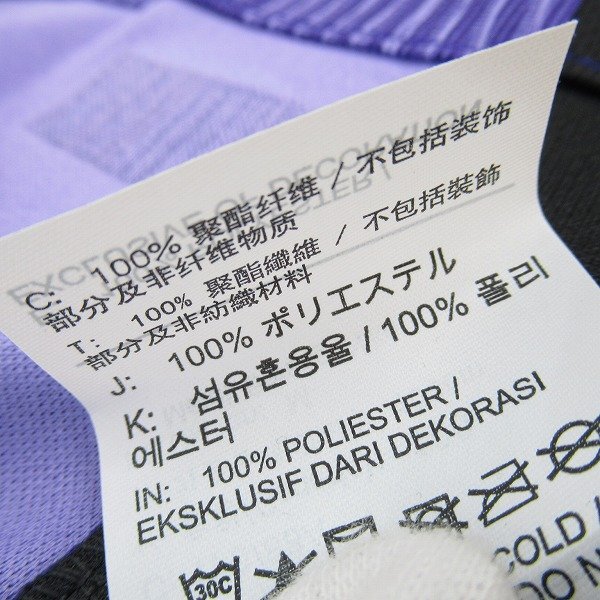 C: 100% 聚酯纤维 / 不包括装饰
部分及非纤维物质
T: 100% 聚酯纖維 / 不包括裝飾
部分及非紡織材料
J: 100% ポリエステル
K: 섬유혼용율 / 100% 폴리
에스터
IN: 100% POLIESTER /
EKSKLUSIF DARI DEKORASI
30C
COLD /
DO NO